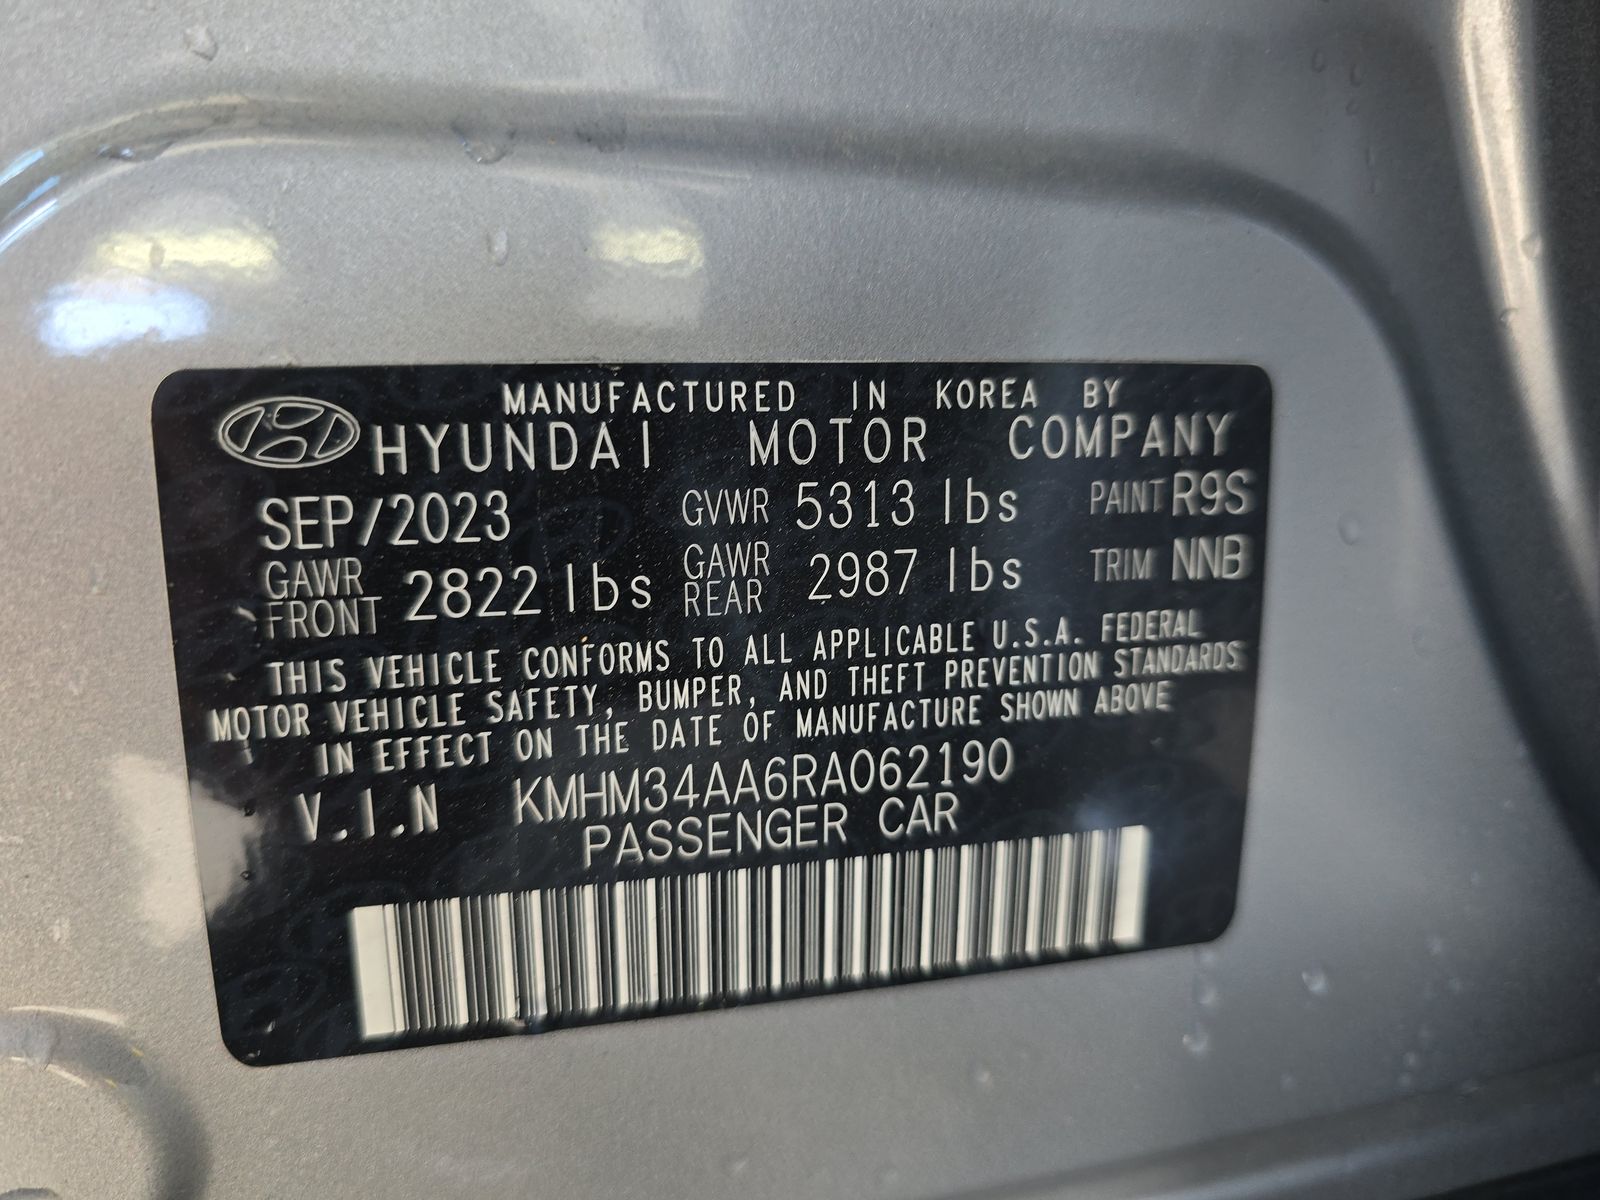 MANUFACTURED IN KOREA BY
HYUNDAI MOTOR COMPANY
SEP/2023 GVWR 5313 lbs PAINT R9S
GAWR FRONT 2822 lbs GAWR REAR 2987 lbs TRIM NNB
THIS VEHICLE CONFORMS TO ALL APPLICABLE U.S.A. FEDERAL
MOTOR VEHICLE SAFETY, BUMPER, AND THEFT PREVENTION STANDARDS
IN EFFECT ON THE DATE OF MANUFACTURE SHOWN ABOVE
V.I.N KMHM34AA6RA062190
PASSENGER CAR